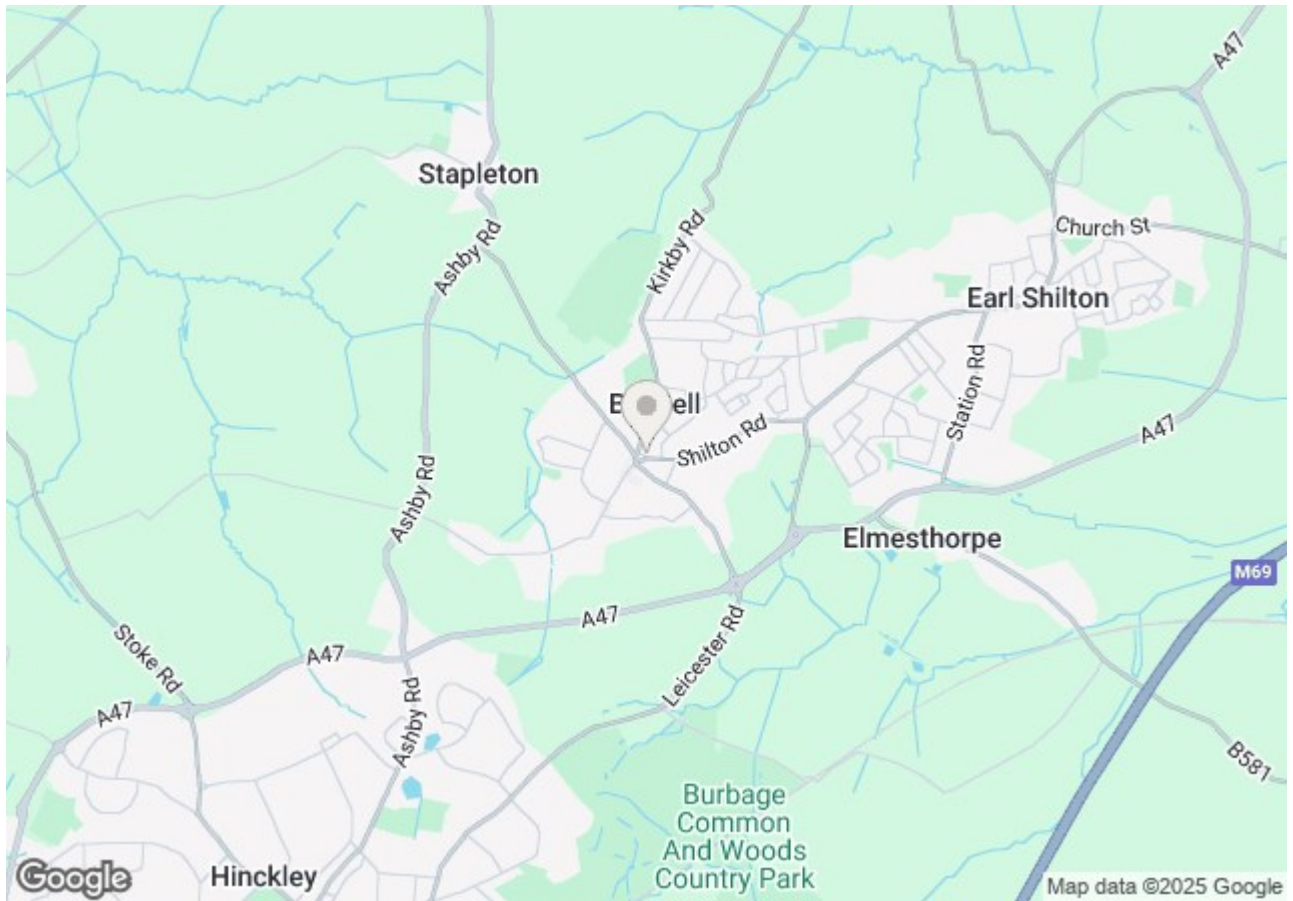 A47
Stapleton
Church St
Ashby Rd
Kirkby Rd
Earl Shilton
Station Rd
Shilton Rd
A47
Ashby Rd
Elmesthorpe
M69
A47
Leicester Rd
Stoke Rd
A47
Ashby Rd
A47
B581
Burbage
Common
And Woods
Country Park
Hinckley
Google
Map data ©2025 Google